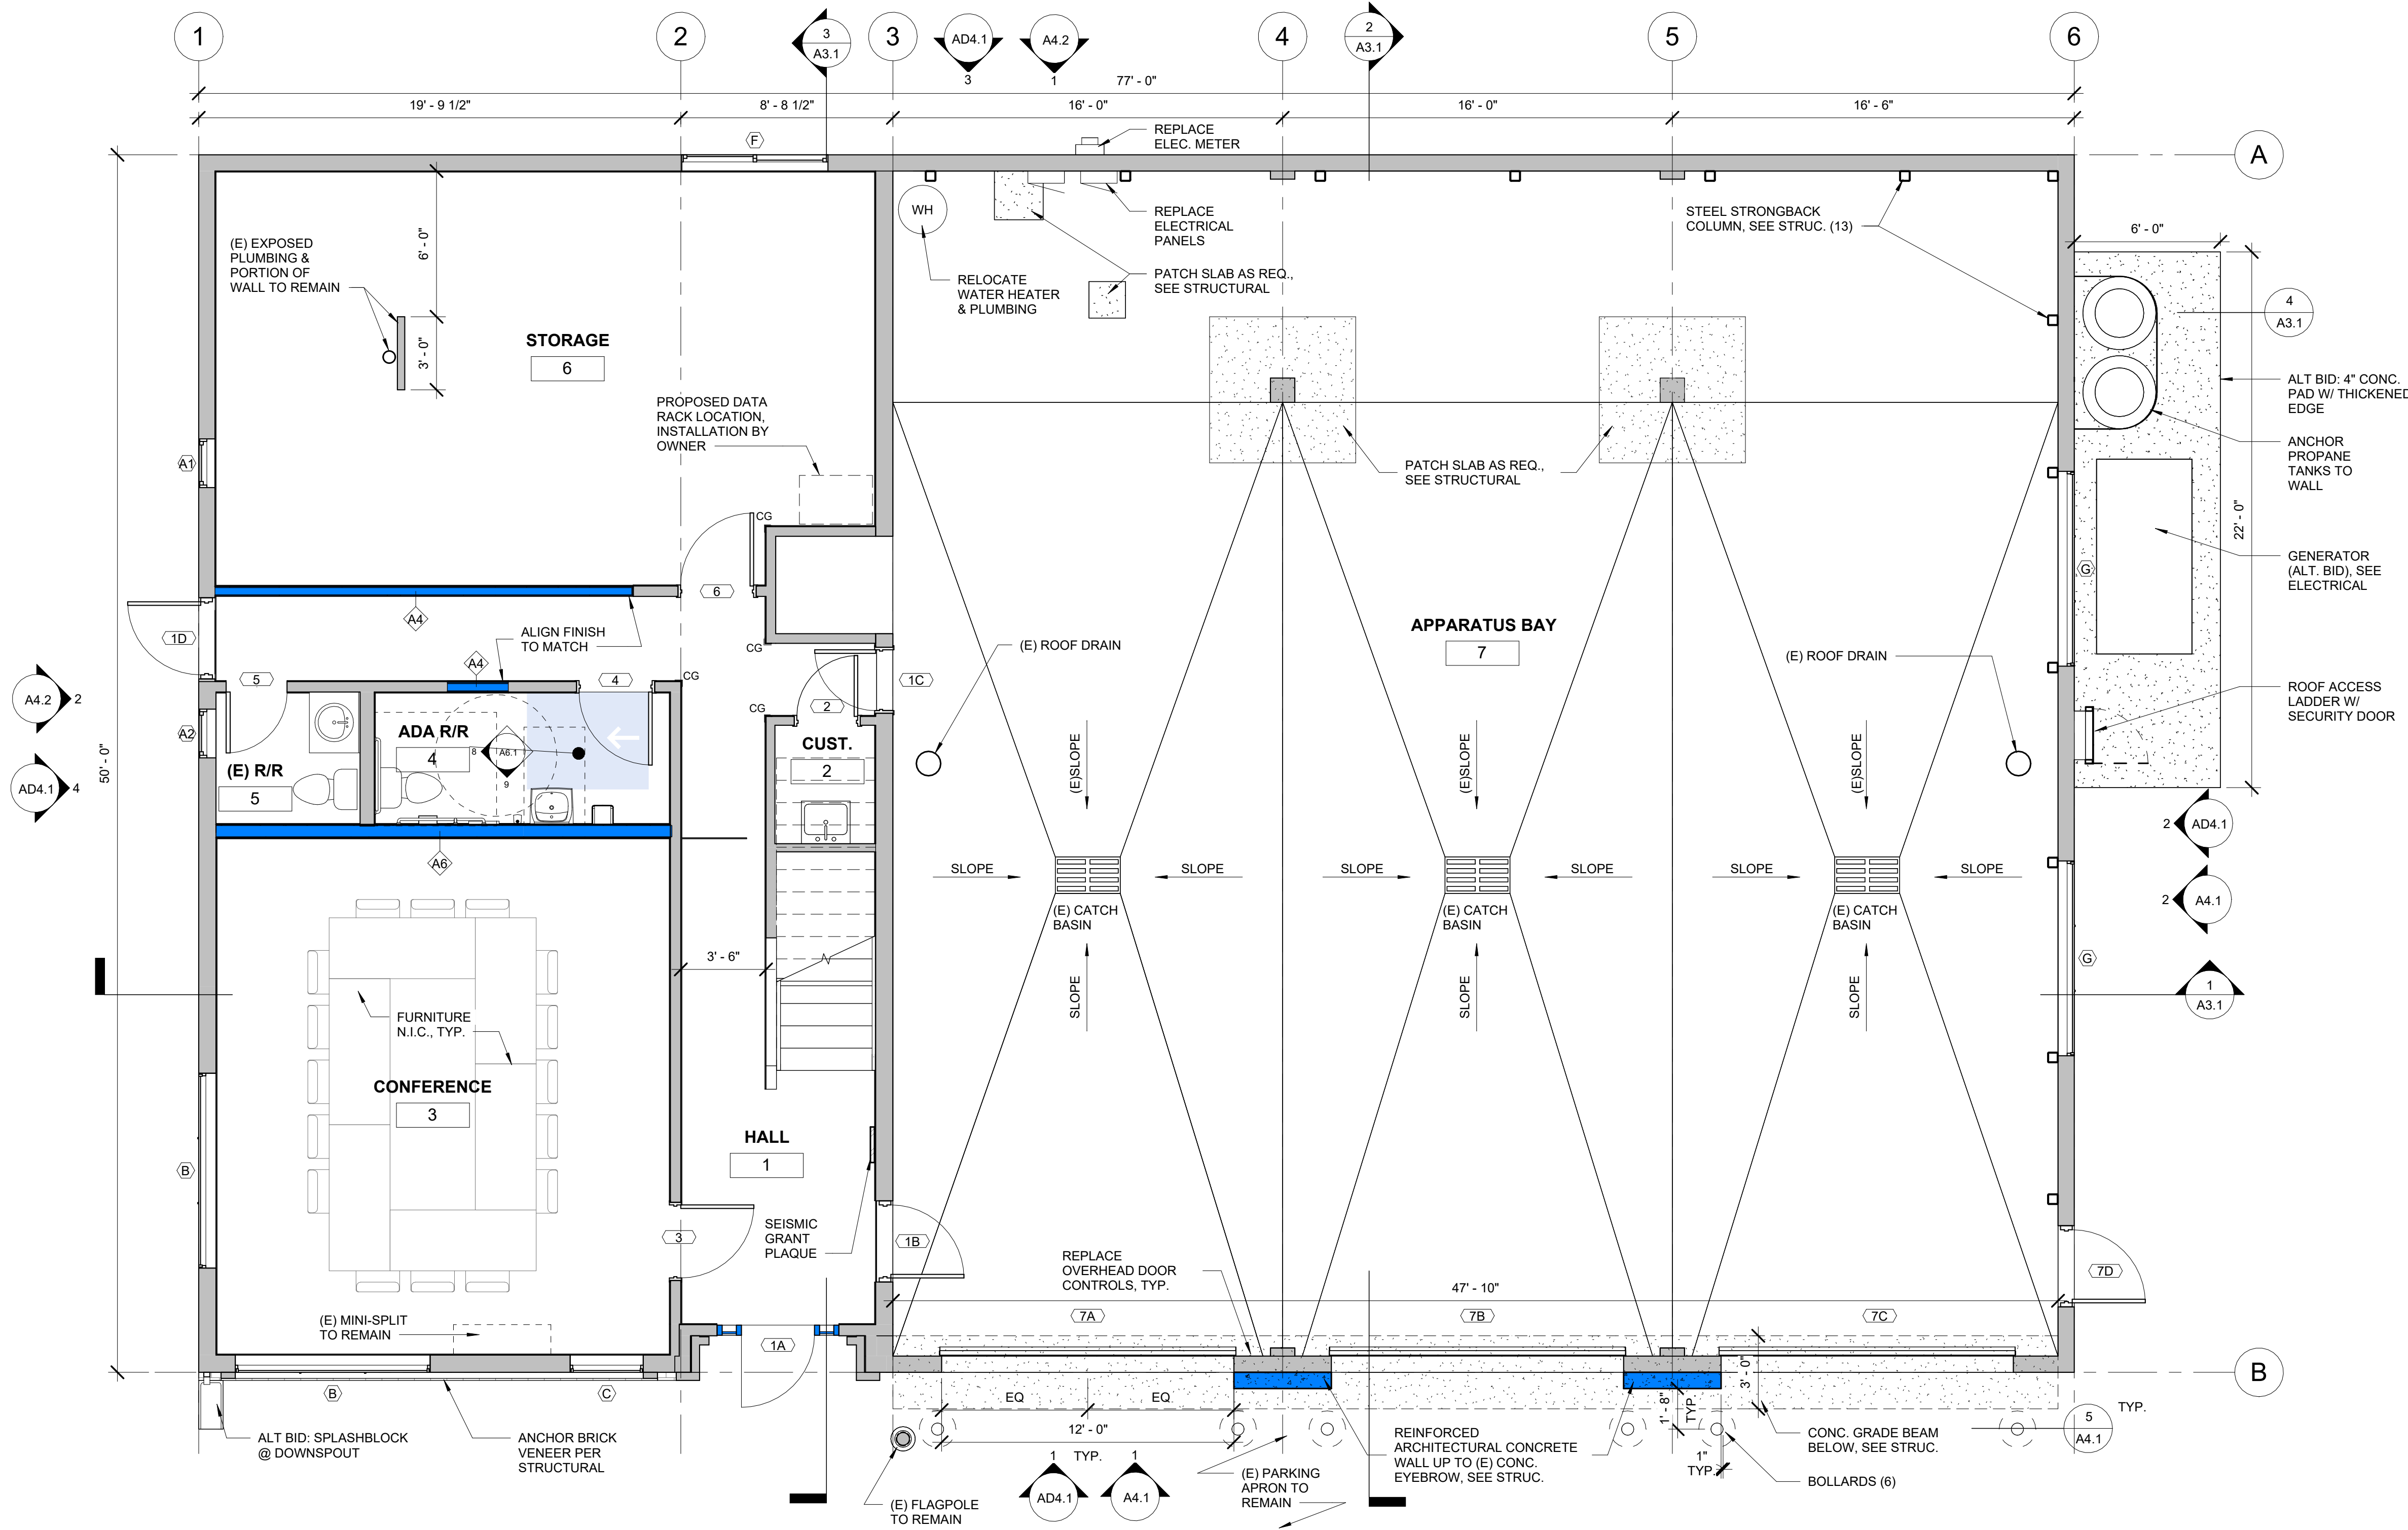 1
2
3
A3.1
3
AD4.1
3
A4.2
1
4
2
A3.1
5
6
77' - 0"
19' - 9 1/2"
8' - 8 1/2"
16' - 0"
16' - 0"
16' - 6"
F
REPLACE
ELEC. METER
A
WH
REPLACE
ELECTRICAL
PANELS
STEEL STRONGBACK
COLUMN, SEE STRUC. (13)
6' - 0"
(E) EXPOSED
PLUMBING &
PORTION OF
WALL TO REMAIN
6' - 0"
3' - 0"
RELOCATE
WATER HEATER
& PLUMBING
PATCH SLAB AS REQ.,
SEE STRUCTURAL
4
A3.1
STORAGE
6
ALT BID: 4" CONC.
PAD W/ THICKENED
EDGE
PROPOSED DATA
RACK LOCATION,
INSTALLATION BY
OWNER
ANCHOR
PROPANE
TANKS TO
WALL
A1
PATCH SLAB AS REQ.,
SEE STRUCTURAL
CG
22' - 0"
GENERATOR
(ALT. BID), SEE
ELECTRICAL
G
6
A4
1D
ALIGN FINISH
TO MATCH
CG
APPARATUS BAY
7
(E) ROOF DRAIN
(E) ROOF DRAIN
A4
5
4
CG
1C
ROOF ACCESS
LADDER W/
SECURITY DOOR
A4.2
2
A2
CG
2
ADA R/R
4
8
A6.1
9
CUST.
2
(E) R/R
5
50' - 0"
AD4.1
4
(E)SLOPE
(E)SLOPE
(E)SLOPE
2
AD4.1
A6
SLOPE
SLOPE
SLOPE
SLOPE
SLOPE
SLOPE
2
A4.1
(E) CATCH
BASIN
(E) CATCH
BASIN
(E) CATCH
BASIN
3' - 6"
G
SLOPE
SLOPE
SLOPE
1
A3.1
FURNITURE
N.I.C., TYP.
CONFERENCE
3
HALL
1
B
SEISMIC
GRANT
PLAQUE
3
1B
REPLACE
OVERHEAD DOOR
CONTROLS, TYP.
47' - 10"
7D
7A
7B
7C
(E) MINI-SPLIT
TO REMAIN
1A
B
B
C
EQ
EQ
12' - 0"
TYP.
3' - 0"
1' - 8"
TYP.
1"
TYP.
TYP.
5
A4.1
ALT BID: SPLASHBLOCK
@ DOWNSPOUT
ANCHOR BRICK
VENEER PER
STRUCTURAL
REINFORCED
ARCHITECTURAL CONCRETE
WALL UP TO (E) CONC.
EYEBROW, SEE STRUC.
CONC. GRADE BEAM
BELOW, SEE STRUC.
BOLLARDS (6)
1
AD4.1
1
A4.1
(E) PARKING
APRON TO
REMAIN
(E) FLAGPOLE
TO REMAIN